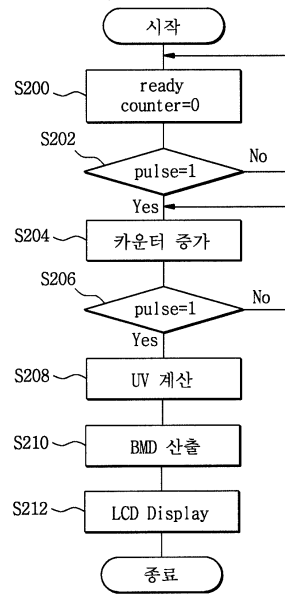 시작
S200
ready
counter=0
S202
pulse=1
No
Yes
S204
카운터 증가
S206
pulse=1
No
Yes
S208
UV 계산
S210
BMD 산출
S212
LCD Display
종료